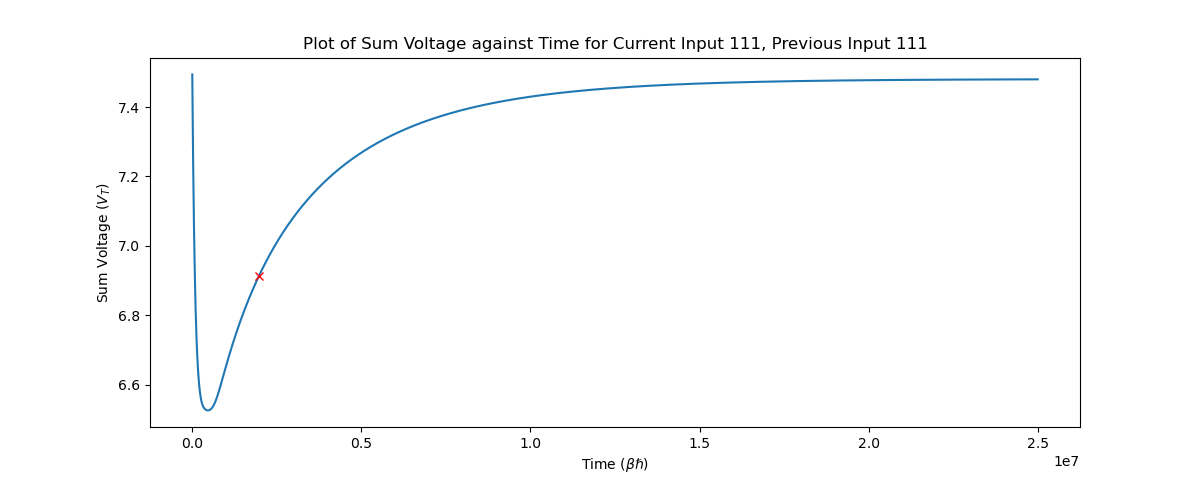 Plot of Sum Voltage against Time for Current Input 111, Previous Input 111
Sum Voltage (V_T)
7.4
7.2
7.0
6.8
6.6
0.0 0.5 1.0 1.5 2.0 2.5
1e7
Time (βℏ)